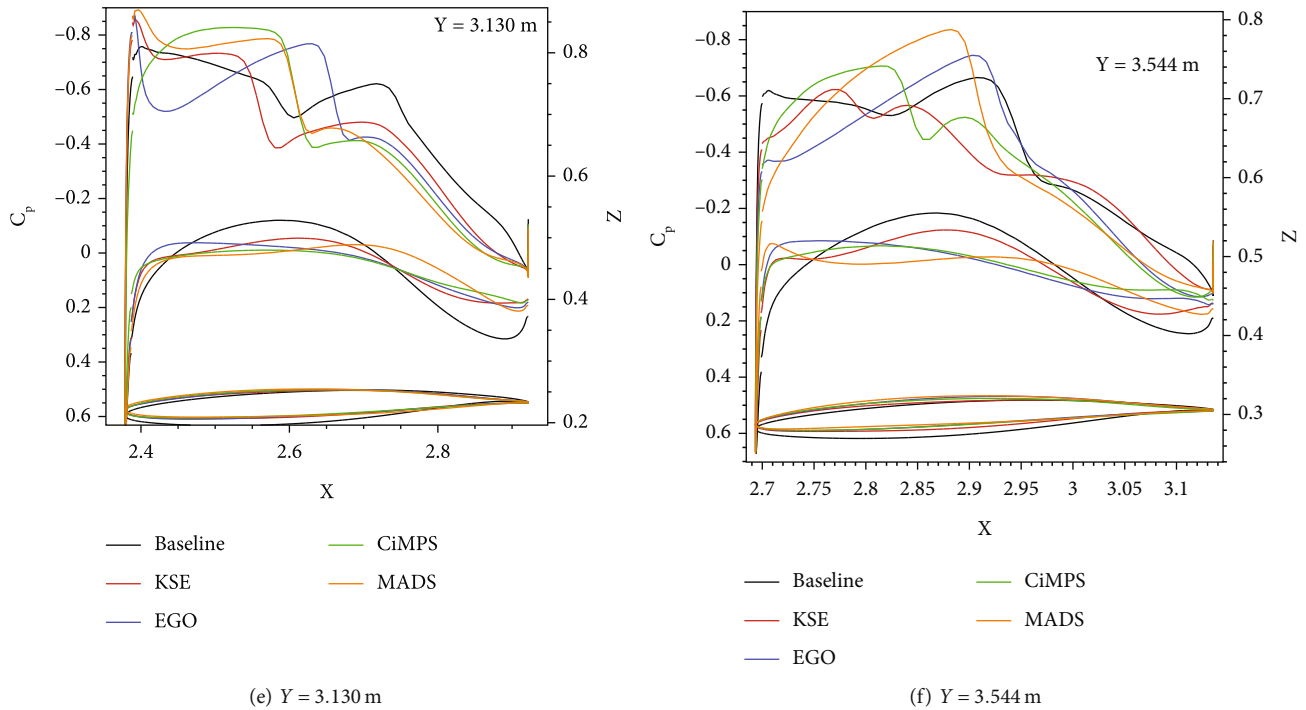 Y = 3.130 m
−0.8
−0.6
−0.4
−0.2
0
0.2
0.4
0.6
Cp
0.8
0.6
0.4
0.2
Z
2.4 2.6 2.8
X
Baseline
KSE
EGO
CiMPS
MADS
(e) Y = 3.130 m
Y = 3.544 m
−0.8
−0.6
−0.4
−0.2
0
0.2
0.4
0.6
Cp
0.8
0.7
0.6
0.5
0.4
0.3
Z
2.7 2.75 2.8 2.85 2.9 2.95 3 3.05 3.1
X
Baseline
KSE
EGO
CiMPS
MADS
(f) Y = 3.544 m